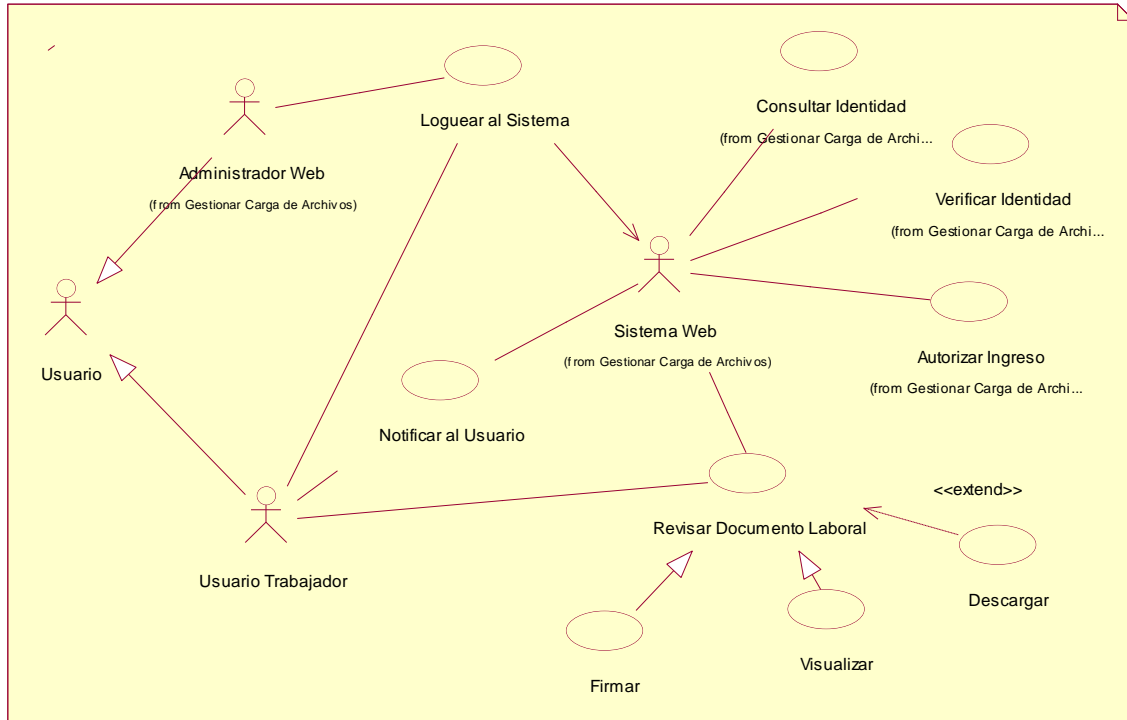 Loguear al Sistema
Consultar Identidad
(from Gestionar Carga de Archi...
Administrador Web
(from Gestionar Carga de Archivos)
Verificar Identidad
(from Gestionar Carga de Archi...
Usuario
Sistema Web
(from Gestionar Carga de Archivos)
Autorizar Ingreso
(from Gestionar Carga de Archi...
Notificar al Usuario
<<extend>>
Revisar Documento Laboral
Usuario Trabajador
Descargar
Visualizar
Firmar